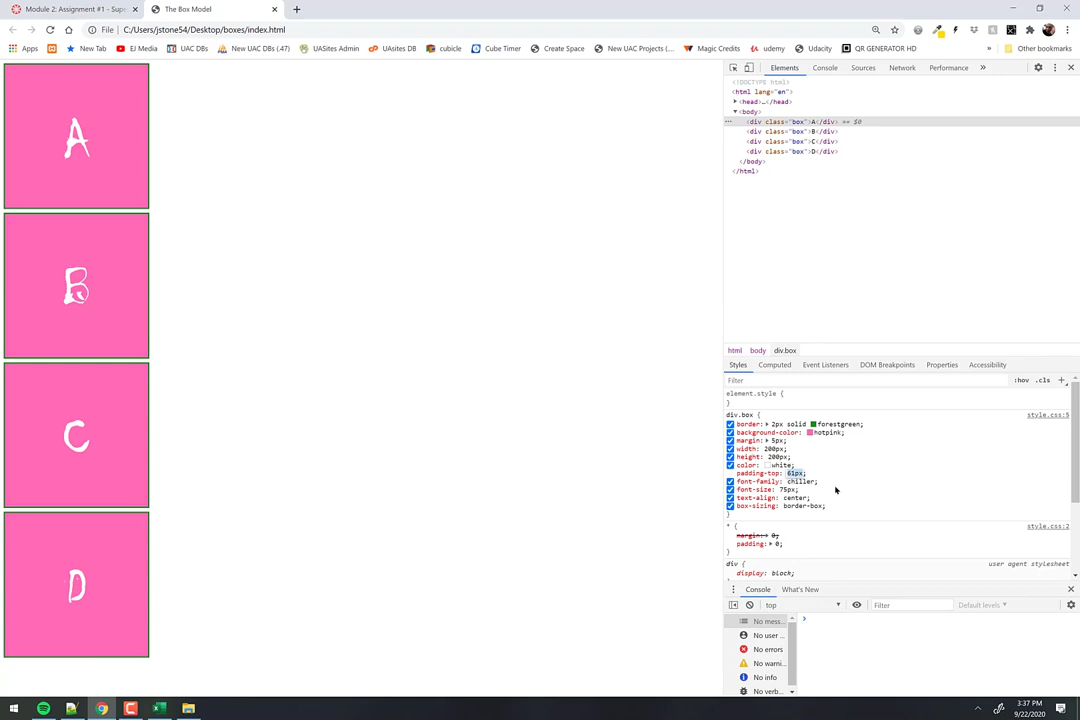 Module 2: Assignment #1 - Supe
The Box Model
File
C:/Users/jstone54/Desktop/boxes/index.html
Apps
New Tab
EJ Media
UAC DBs
New UAC DBs (.47)
UASites Admin
UAsites DB
cubicle
Cube Timer
Create Space
New UAC Projects (...
Magic Credits
udemy
Udacity
QR GENERATOR HD
»
Other bookmarks
A
B
C
D
Elements
Console
Sources
Network
Performance
»
<!DOCTYPE html>
<html lang="en">
<head>…</head>
<body>
<div class="box">A</div> == $0
<div class="box">B</div>
<div class="box">C</div>
<div class="box">D</div>
</body>
</html>
html body div.box
Styles
Computed
Event Listeners
DOM Breakpoints
Properties
Accessibility
Filter
:hov .cls +
element.style {
}
div.box {
style.css:5
border: 2px solid forestgreen;
background-color: hotpink;
margin: 5px;
width: 200px;
height: 200px;
color: white;
padding-top: 61px;
font-family: chiller;
font-size: 75px;
text-align: center;
box-sizing: border-box;
}
* {
style.css:2
margin: 0;
padding: 0;
}
div {
user agent stylesheet
display: block;
Console
What's New
top
Filter
Default levels
No mess...
No user ...
No errors
No warni...
No info
No verb...
3:37 PM
9/22/2020